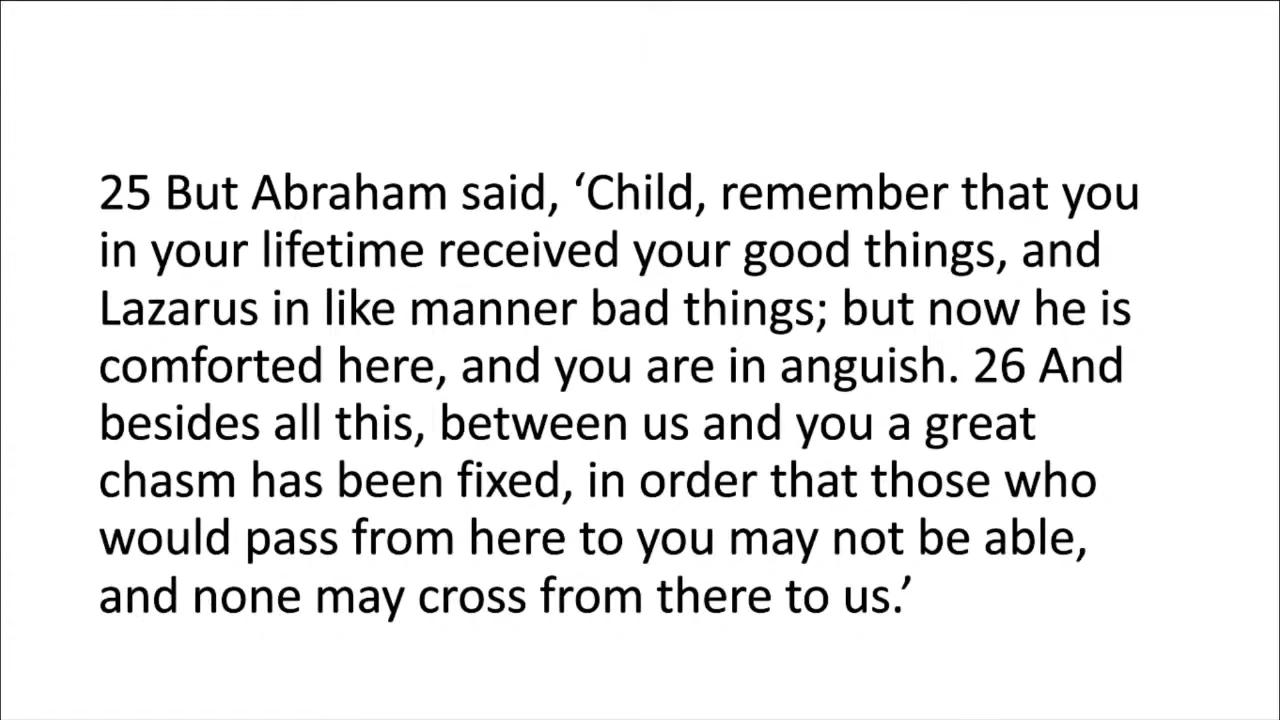 25 But Abraham said, ‘Child, remember that you
in your lifetime received your good things, and
Lazarus in like manner bad things; but now he is
comforted here, and you are in anguish. 26 And
besides all this, between us and you a great
chasm has been fixed, in order that those who
would pass from here to you may not be able,
and none may cross from there to us.’